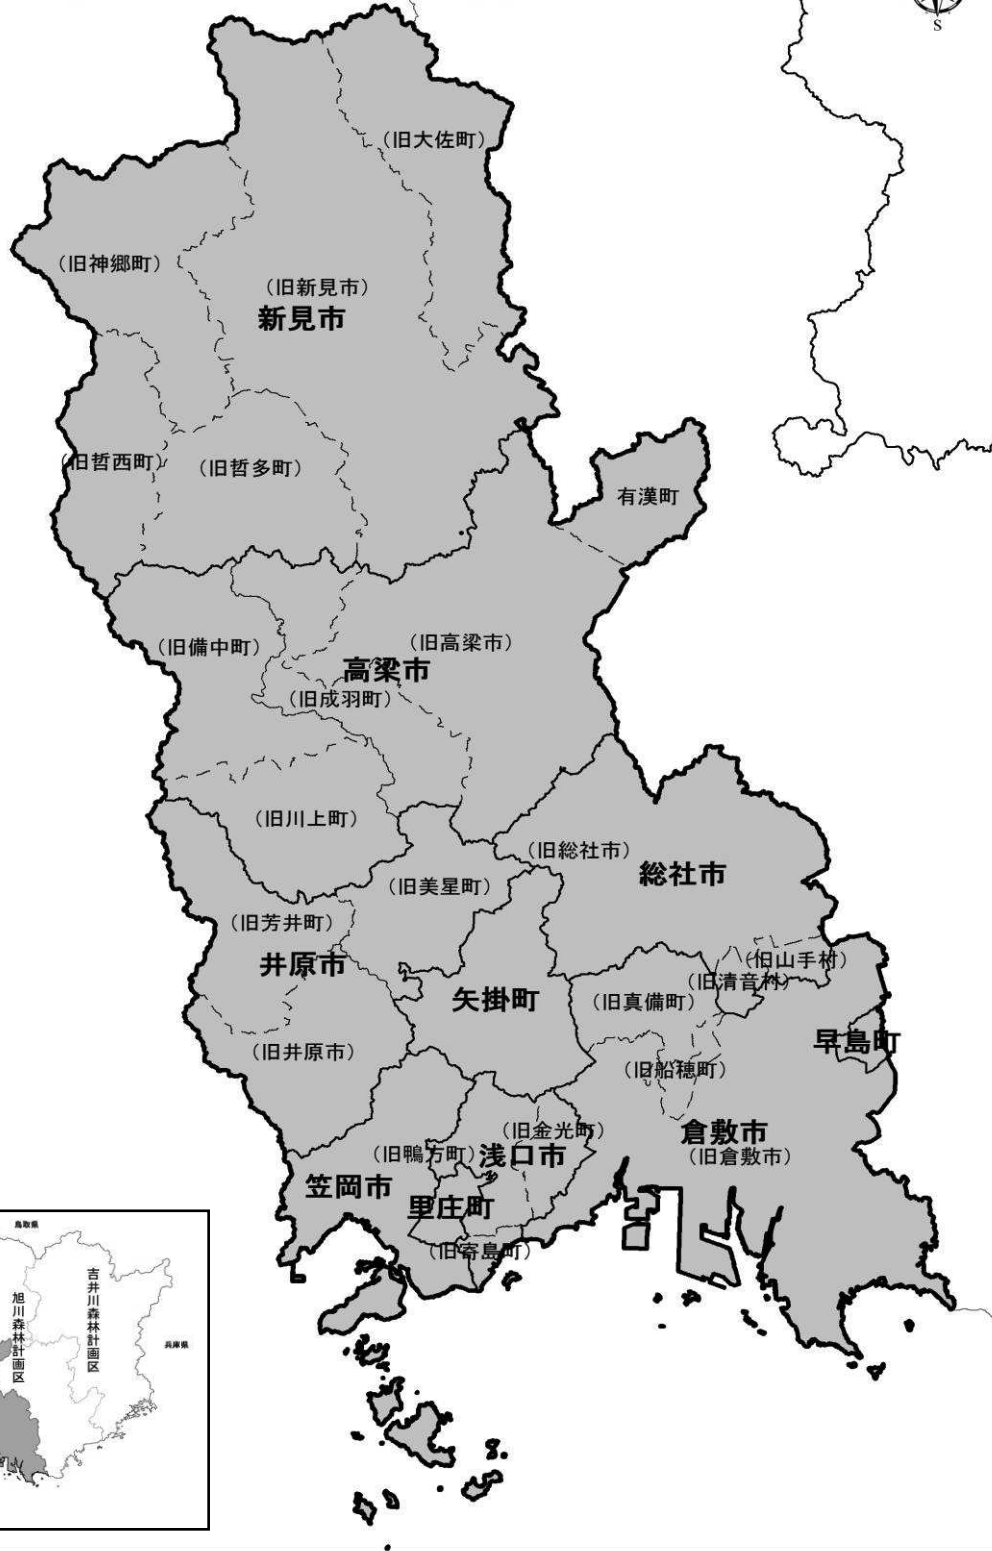 S
（旧大佐町）
（旧神郷町）
（旧新見市）
新見市
（旧哲西町）
（旧哲多町）
有漢町
（旧備中町）
（旧高梁市）
高梁市
（旧成羽町）
（旧川上町）
（旧総社市）
総社市
（旧美星町）
（旧芳井町）
井原市
（旧山手村）
（旧清音村）
矢掛町
（旧真備町）
早島町
（旧井原市）
（旧船穂町）
倉敷市
（旧倉敷市）
（旧金光町）
（旧鴨方町）
浅口市
笠岡市
里庄町
（旧寄島町）
鳥取県
吉井川森林計画区
旭川森林計画区
兵庫県